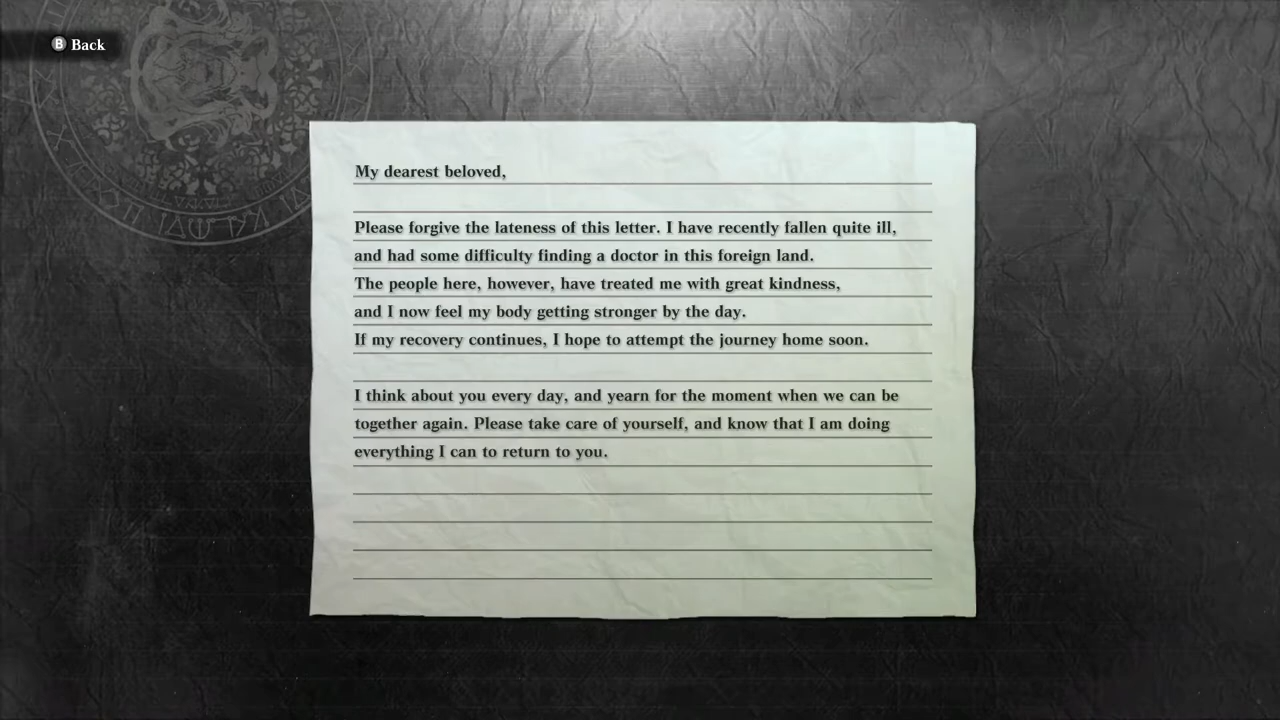 B Back
My dearest beloved,
Please forgive the lateness of this letter. I have recently fallen quite ill,
and had some difficulty finding a doctor in this foreign land.
The people here, however, have treated me with great kindness,
and I now feel my body getting stronger by the day.
If my recovery continues, I hope to attempt the journey home soon.
I think about you every day, and yearn for the moment when we can be
together again. Please take care of yourself, and know that I am doing
everything I can to return to you.